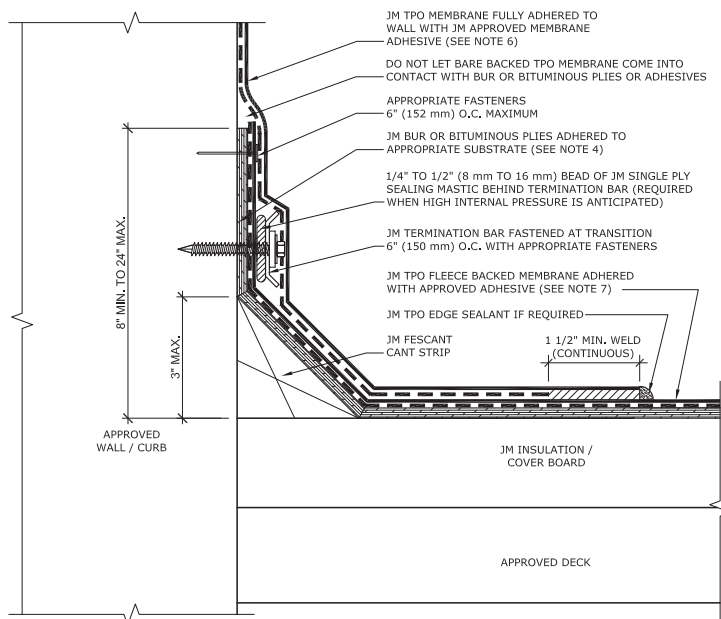 JM TPO MEMBRANE FULLY ADHERED TO
WALL WITH JM APPROVED MEMBRANE
ADHESIVE (SEE NOTE 6)
DO NOT LET BARE BACKED TPO MEMBRANE COME INTO
CONTACT WITH BUR OR BITUMINOUS PLIES OR ADHESIVES
APPROPRIATE FASTENERS
6" (152 mm) O.C. MAXIMUM
JM BUR OR BITUMINOUS PLIES ADHERED TO
APPROPRIATE SUBSTRATE (SEE NOTE 4)
1/4" TO 1/2" (8 mm TO 16 mm) BEAD OF JM SINGLE PLY
SEALING MASTIC BEHIND TERMINATION BAR (REQUIRED
WHEN HIGH INTERNAL PRESSURE IS ANTICIPATED)
JM TERMINATION BAR FASTENED AT TRANSITION
6" (150 mm) O.C. WITH APPROPRIATE FASTENERS
JM TPO FLEECE BACKED MEMBRANE ADHERED
WITH APPROVED ADHESIVE (SEE NOTE 7)
JM TPO EDGE SEALANT IF REQUIRED
JM FESCANT
CANT STRIP
1 1/2" MIN. WELD
(CONTINUOUS)
8" MIN. TO 24" MAX.
3" MAX.
APPROVED
WALL / CURB
JM INSULATION /
COVER BOARD
APPROVED DECK